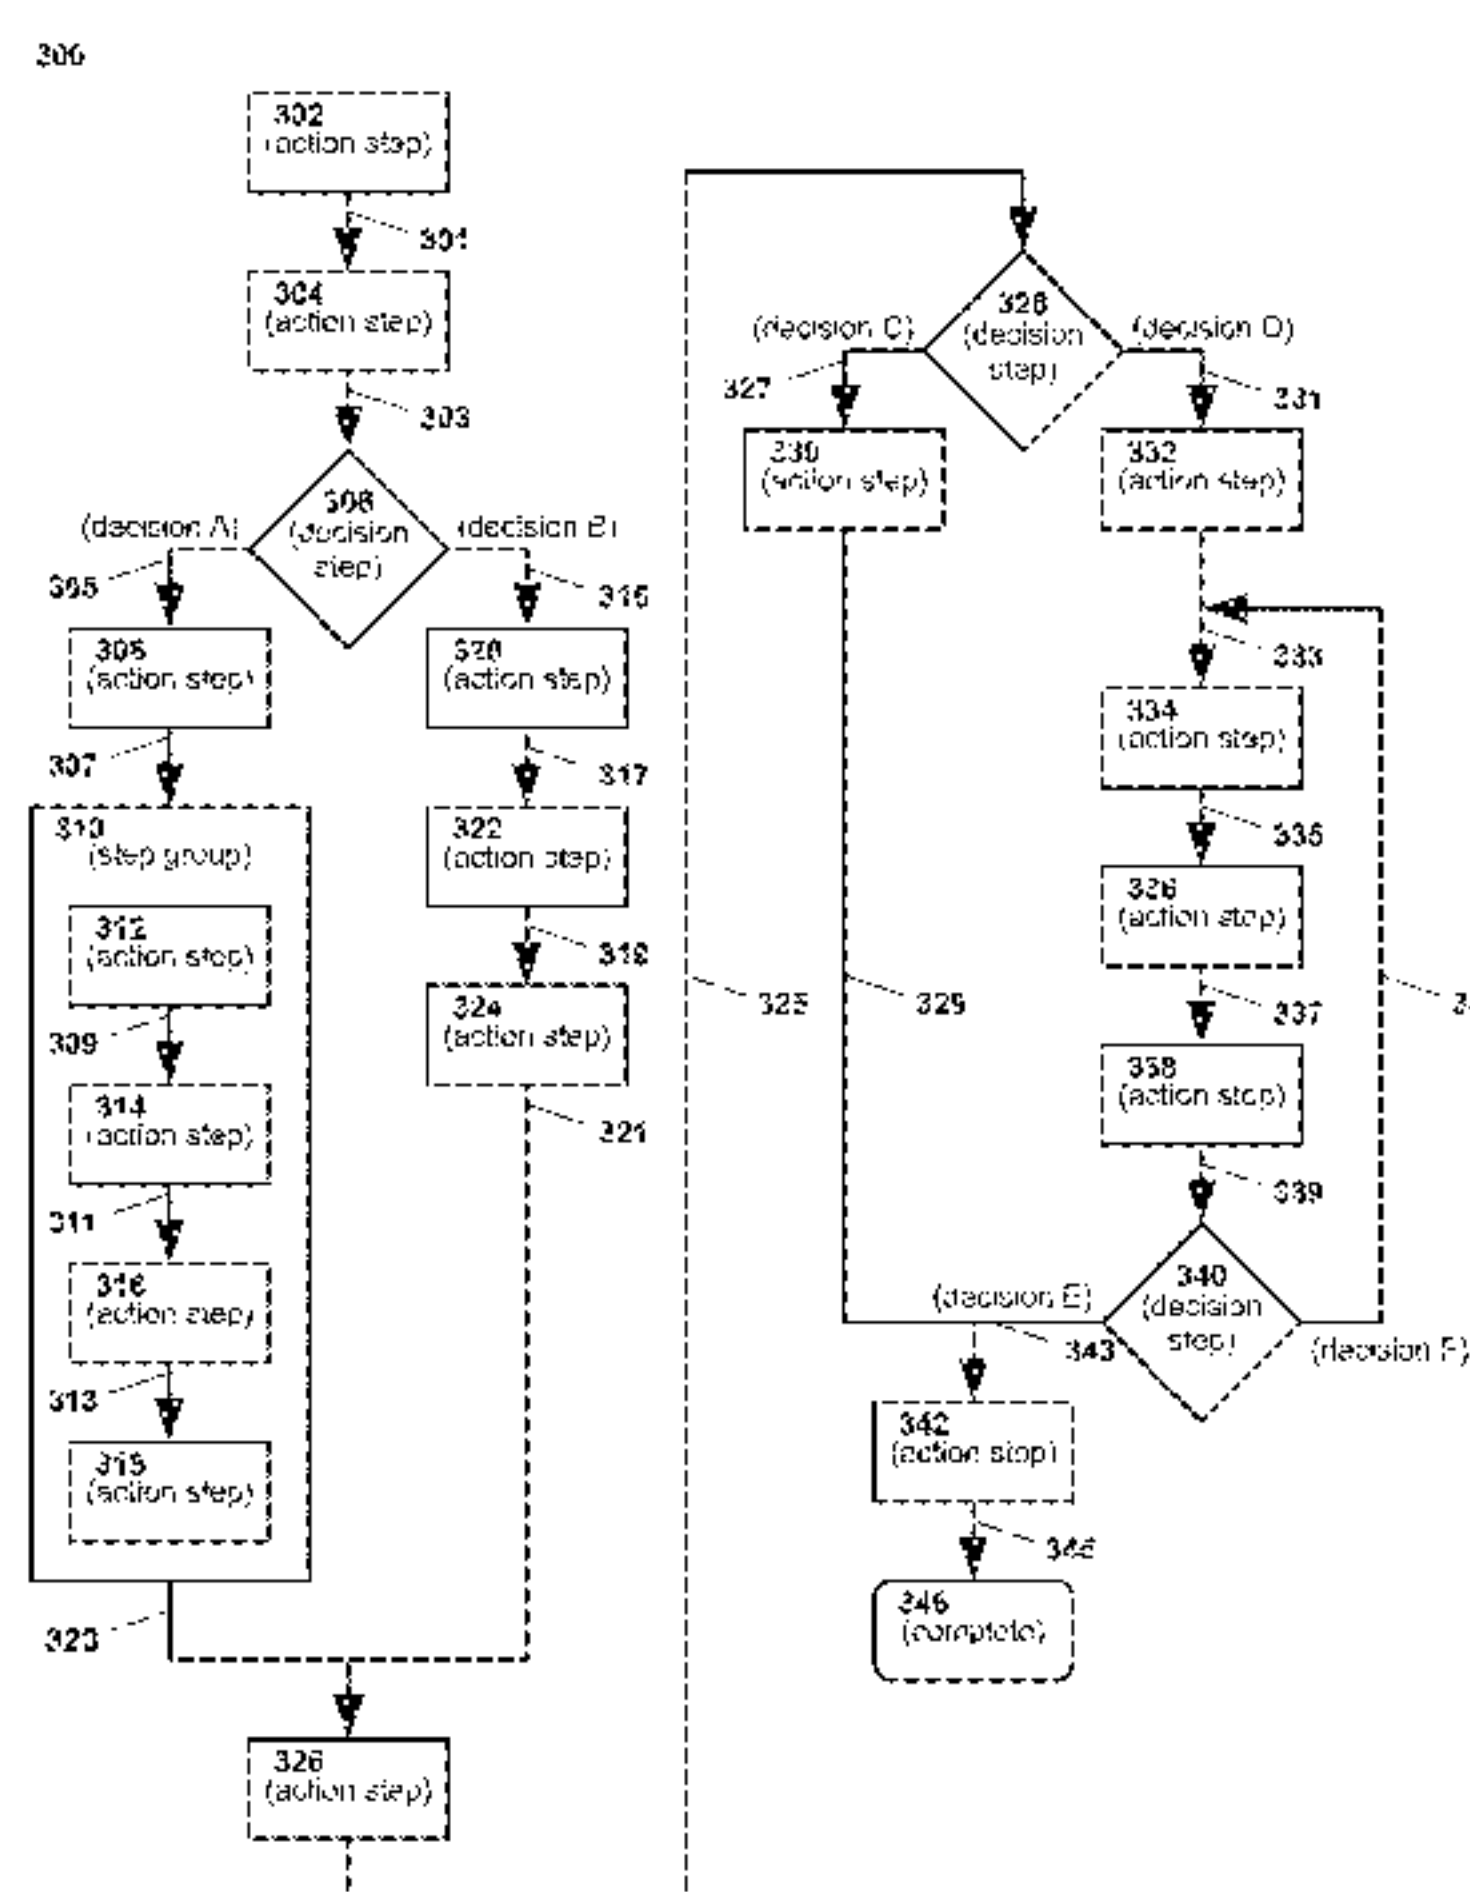 300
302
(action step)
301
304
(action step)
303
306
(decision step)
(decision A)
(decision B)
305
315
308
(action step)
320
(action step)
307
317
310
(step group)
322
(action step)
312
(action step)
319
309
324
(action step)
314
(action step)
321
311
316
(action step)
313
(action step)
323
326
(action step)
328
(decision step)
(decision C)
(decision D)
327
331
330
(action step)
332
(action step)
333
334
(action step)
335
336
(action step)
325
329
337
338
(action step)
339
340
(decision step)
(decision E)
343
(decision F)
342
(action step)
345
346
(complete)